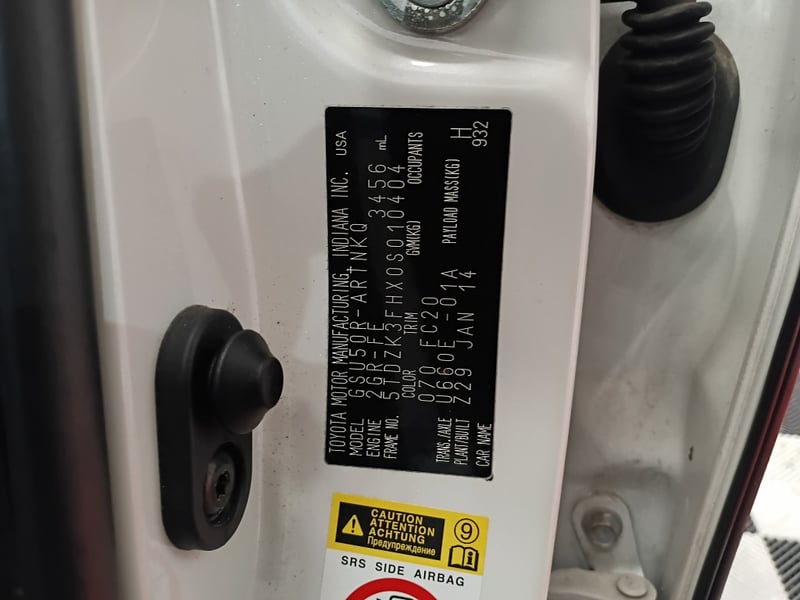 TOYOTA MOTOR MANUFACTURING, INDIANA INC. USA
MODEL GSU50R-ARTNKQ
ENGINE 2GR-FE 3456 mL
FRAME NO. 5TDZK3FHX0S010404
COLOR TRIM GVM(KG) OCCUPANTS
070 FC20
TRANS./AXLE U660E -01A PAYLOAD MASS(KG)
PLANT/BUILT Z29 JAN 14
CAR NAME H
932
CAUTION
ATTENTION
ACHTUNG
Предупреждение
9
SRS SIDE AIRBAG